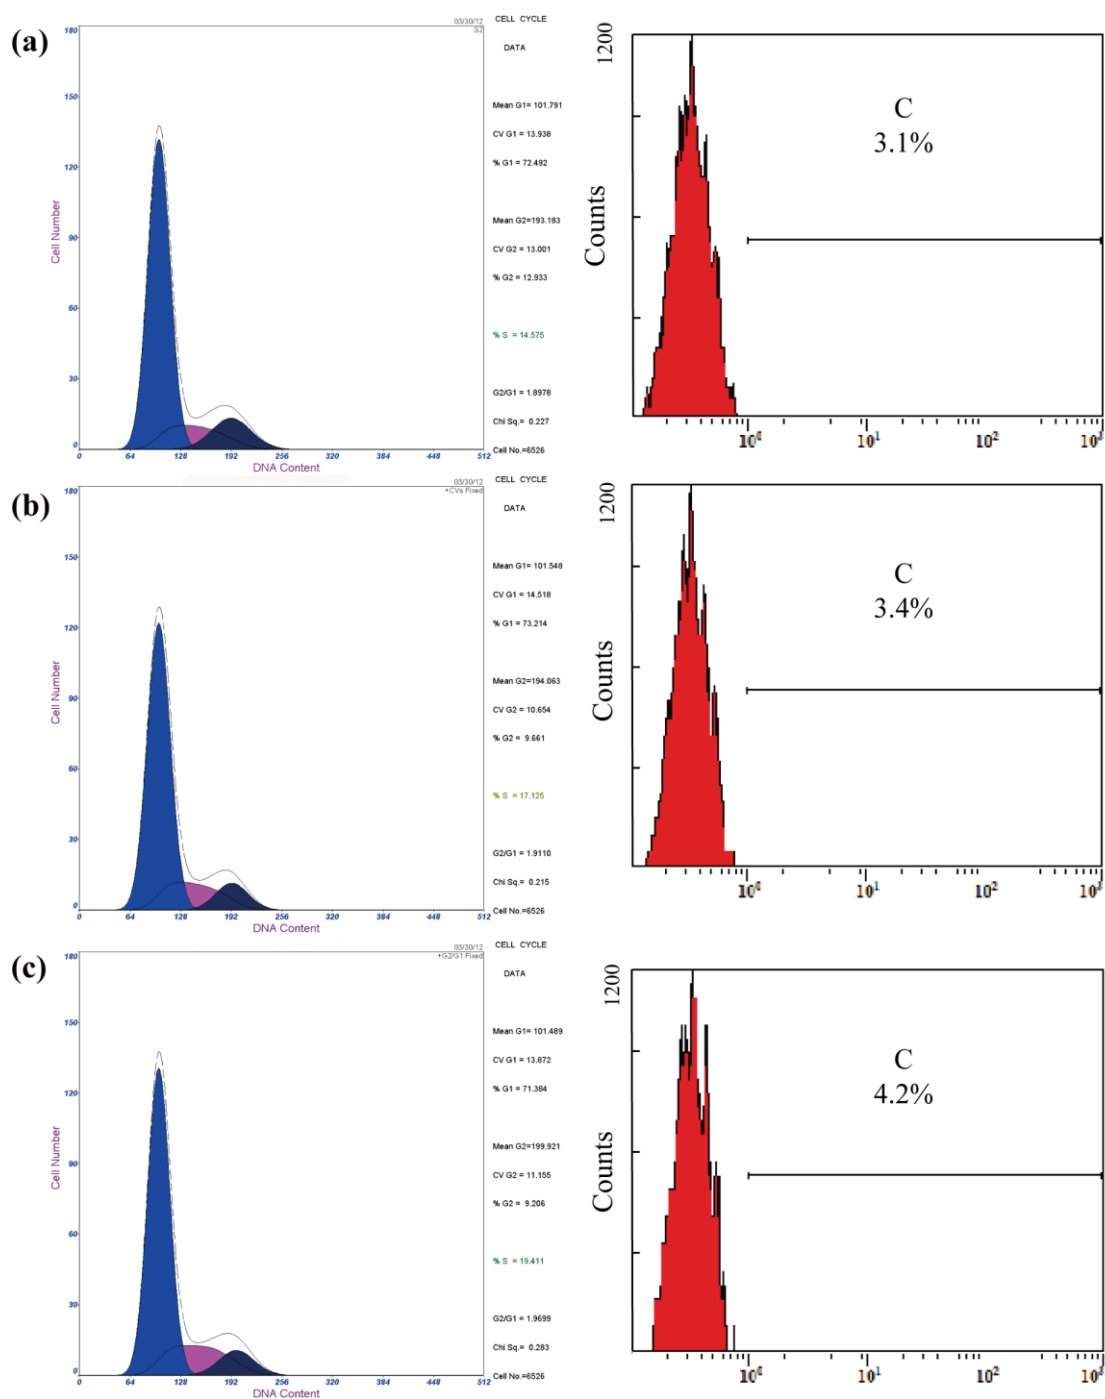 (a)
03/30/12
S2
CELL CYCLE
DATA
Mean G1= 101.791
CV G1 = 13.938
% G1 = 72.492
Mean G2=193.183
CV G2 = 13.001
% G2 = 12.933
% S = 14.575
G2/G1 = 1.8978
Chi Sq.= 0.227
Cell No.=6526
Cell Number
180
150
120
90
60
30
0
0 64 128 192 256 320 384 448 512
DNA Content
1200
Counts
C
3.1%
10⁰ 10¹ 10² 10³
(b)
03/30/12
*CVs Fixed
CELL CYCLE
DATA
Mean G1= 101.548
CV G1 = 14.518
% G1 = 73.214
Mean G2=194.063
CV G2 = 10.654
% G2 = 9.661
% S = 17.125
G2/G1 = 1.9110
Chi Sq.= 0.215
Cell No.=6526
Cell Number
180
150
120
90
60
30
0
0 64 128 192 256 320 384 448 512
DNA Content
1200
Counts
C
3.4%
10⁰ 10¹ 10² 10³
(c)
03/30/12
*G2/G1 Fixed
CELL CYCLE
DATA
Mean G1= 101.489
CV G1 = 13.872
% G1 = 71.384
Mean G2=199.921
CV G2 = 11.155
% G2 = 9.206
% S = 19.411
G2/G1 = 1.9699
Chi Sq.= 0.283
Cell No.=6526
Cell Number
180
150
120
90
60
30
0
0 64 128 192 256 320 384 448 512
DNA Content
1200
Counts
C
4.2%
10⁰ 10¹ 10² 10³